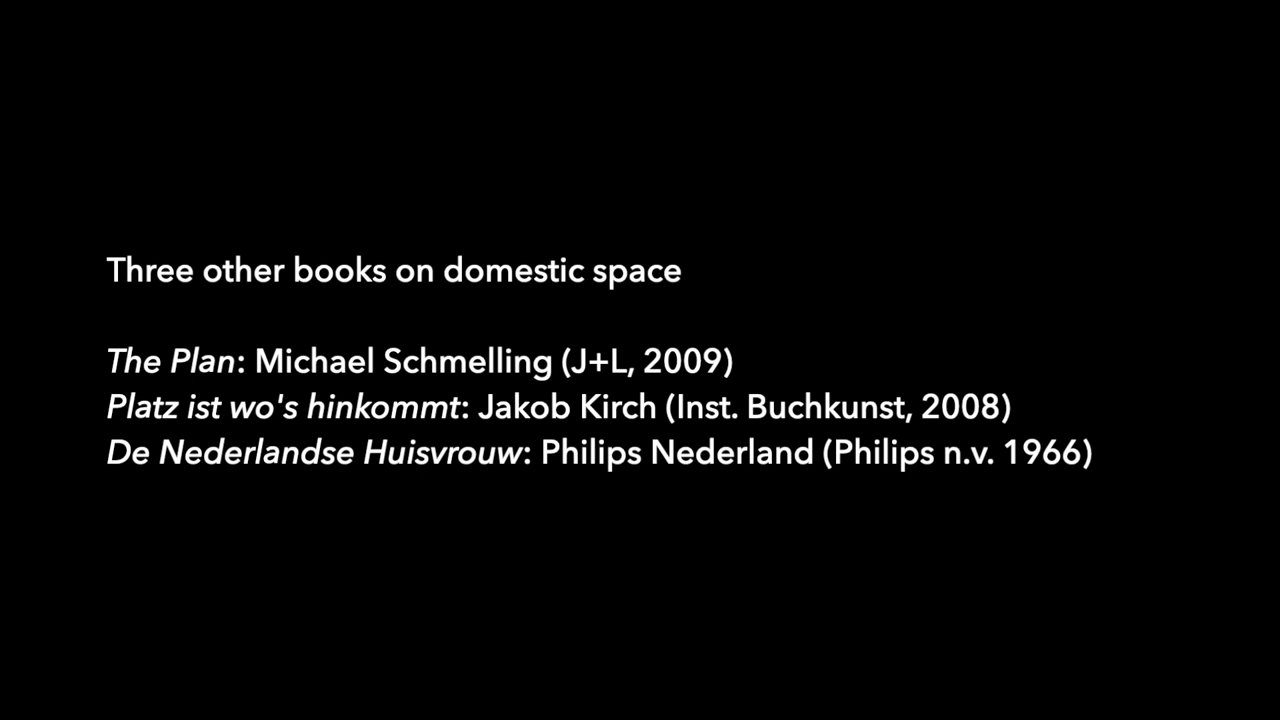 Three other books on domestic space
The Plan: Michael Schmelling (J+L, 2009)
Platz ist wo's hinkommt: Jakob Kirch (Inst. Buchkunst, 2008)
De Nederlandse Huisvrouw: Philips Nederland (Philips n.v. 1966)